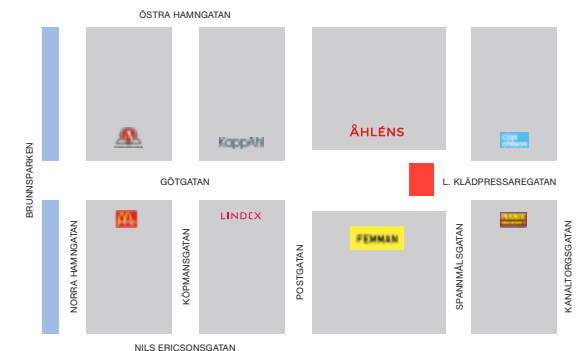 ÖSTRA HAMNGATAN
BRUNNSPARKEN
KappAhl
ÅHLÉNS
GÖTGATAN
L. KLÄDPRESSAREGATAN
LINDEX
FEMMAN
NORRA HAMNGATAN
KÖPMANSGATAN
POSTGATAN
SPANNMÅLSGATAN
KANALTORGSGATAN
NILS ERICSONSGATAN